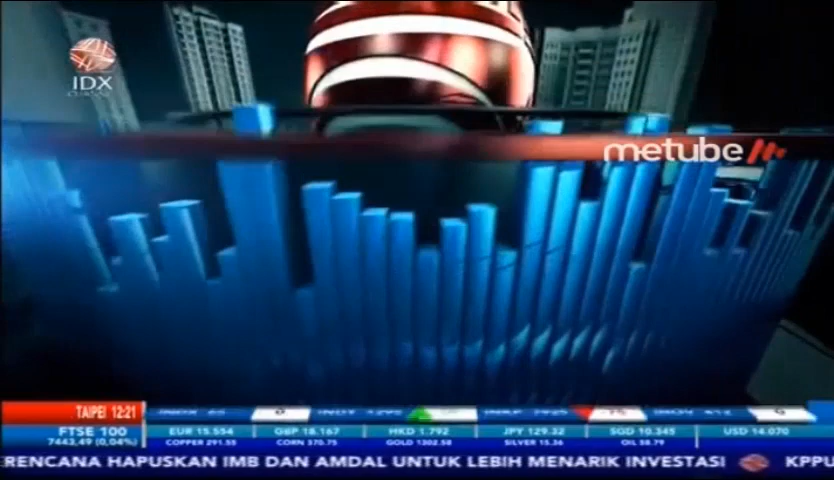 IDX
CHANNEL
metube
TAIPEI 12:21
FTSE 100
7443,49 (0,04%)
EUR 15.554 GBP 18.167 HKD 1.792 JPY 129.32 SGD 10.345 USD 14.070
COPPER 291.55 CORN 370.75 GOLD 1302.58 SILVER 15.36 OIL 58.79
RENCANA HAPUSKAN IMB DAN AMDAL UNTUK LEBIH MENARIK INVESTASI KPPU